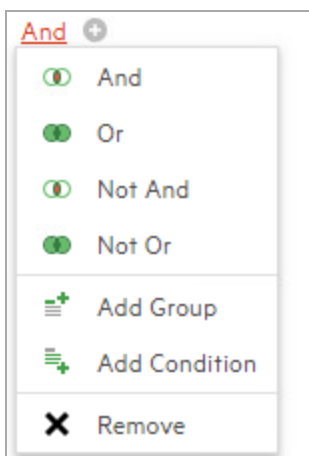 And
And
Or
Not And
Not Or
Add Group
Add Condition
Remove